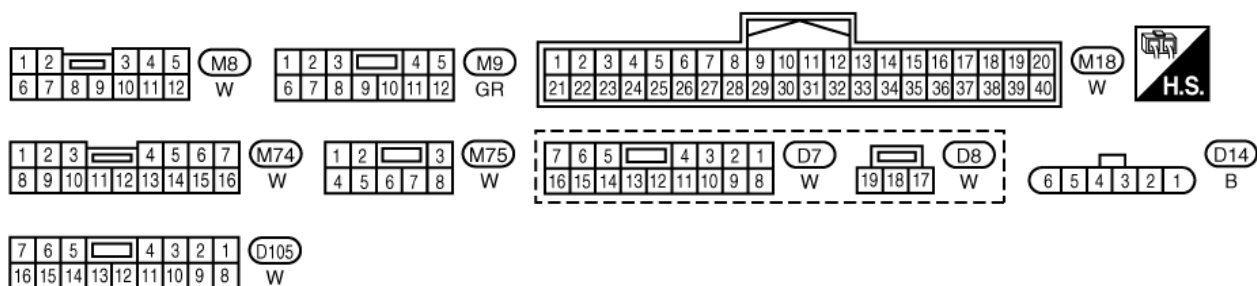 1 2 3 4 5 M8
6 7 8 9 10 11 12 W
1 2 3 4 5 M9
6 7 8 9 10 11 12 GR
1 2 3 4 5 6 7 8 9 10 11 12 13 14 15 16 17 18 19 20 M18
21 22 23 24 25 26 27 28 29 30 31 32 33 34 35 36 37 38 39 40 W
H.S.
1 2 3 4 5 6 7 M74
8 9 10 11 12 13 14 15 16 W
1 2 3 M75
4 5 6 7 8 W
7 6 5 4 3 2 1 D7
16 15 14 13 12 11 10 9 8 W
D8
19 18 17 W
6 5 4 3 2 1 D14
B
7 6 5 4 3 2 1 D105
16 15 14 13 12 11 10 9 8 W